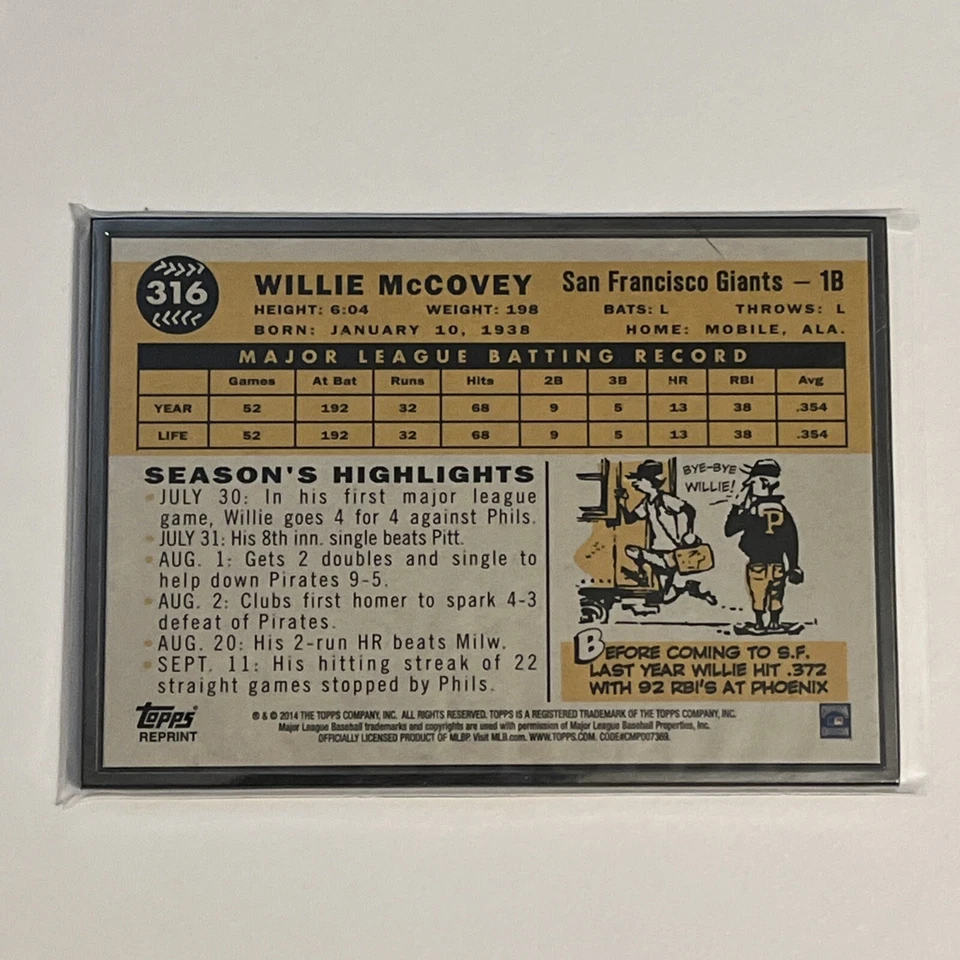 316
WILLIE McCOVEY San Francisco Giants — 1B
HEIGHT: 6:04 WEIGHT: 198 BATS: L THROWS: L
BORN: JANUARY 10, 1938 HOME: MOBILE, ALA.
MAJOR LEAGUE BATTING RECORD
Games At Bat Runs Hits 2B 3B HR RBI Avg
YEAR 52 192 32 68 9 5 13 38 .354
LIFE 52 192 32 68 9 5 13 38 .354
SEASON'S HIGHLIGHTS
• JULY 30: In his first major league
game, Willie goes 4 for 4 against Phils.
• JULY 31: His 8th inn. single beats Pitt.
• AUG. 1: Gets 2 doubles and single to
help down Pirates 9-5.
• AUG. 2: Clubs first homer to spark 4-3
defeat of Pirates.
• AUG. 20: His 2-run HR beats Milw.
• SEPT. 11: His hitting streak of 22
straight games stopped by Phils.
BYE-BYE
WILLIE!
P
BEFORE COMING TO S.F.
LAST YEAR WILLIE HIT .372
WITH 92 RBI'S AT PHOENIX
Topps
REPRINT
® & © 2014 THE TOPPS COMPANY, INC. ALL RIGHTS RESERVED. TOPPS IS A REGISTERED TRADEMARK OF THE TOPPS COMPANY, INC.
Major League Baseball trademarks and copyrights are used with permission of Major League Baseball Properties, Inc.
OFFICIALLY LICENSED PRODUCT OF MLBP. Visit MLB.com. WWW.TOPPS.COM. CODE#CMP007369.